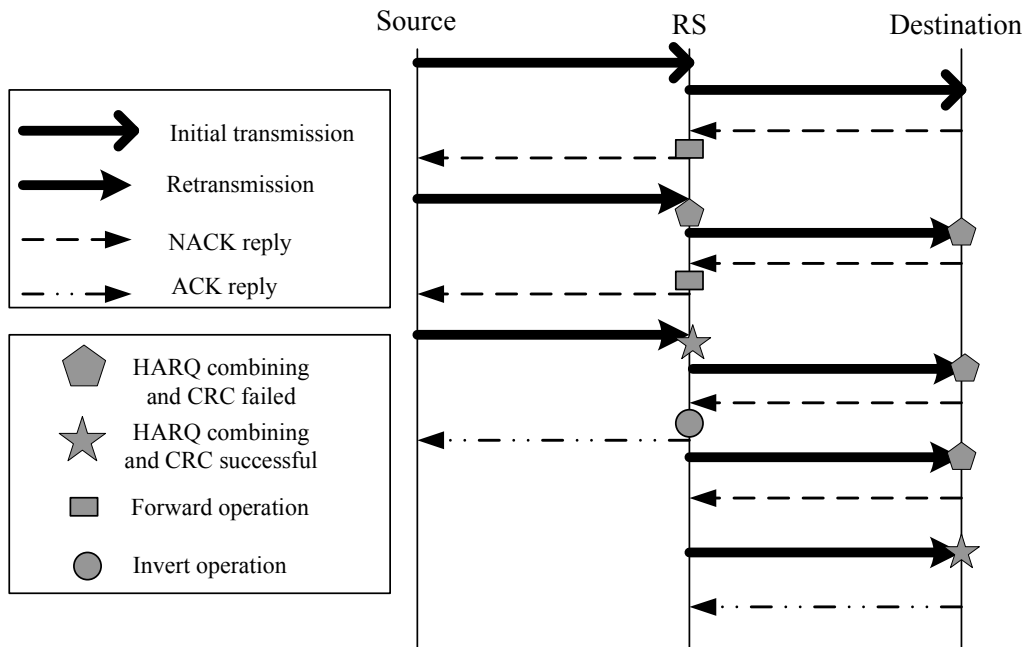 Source
RS
Destination
Initial transmission
Retransmission
NACK reply
ACK reply
HARQ combining
and CRC failed
HARQ combining
and CRC successful
Forward operation
Invert operation